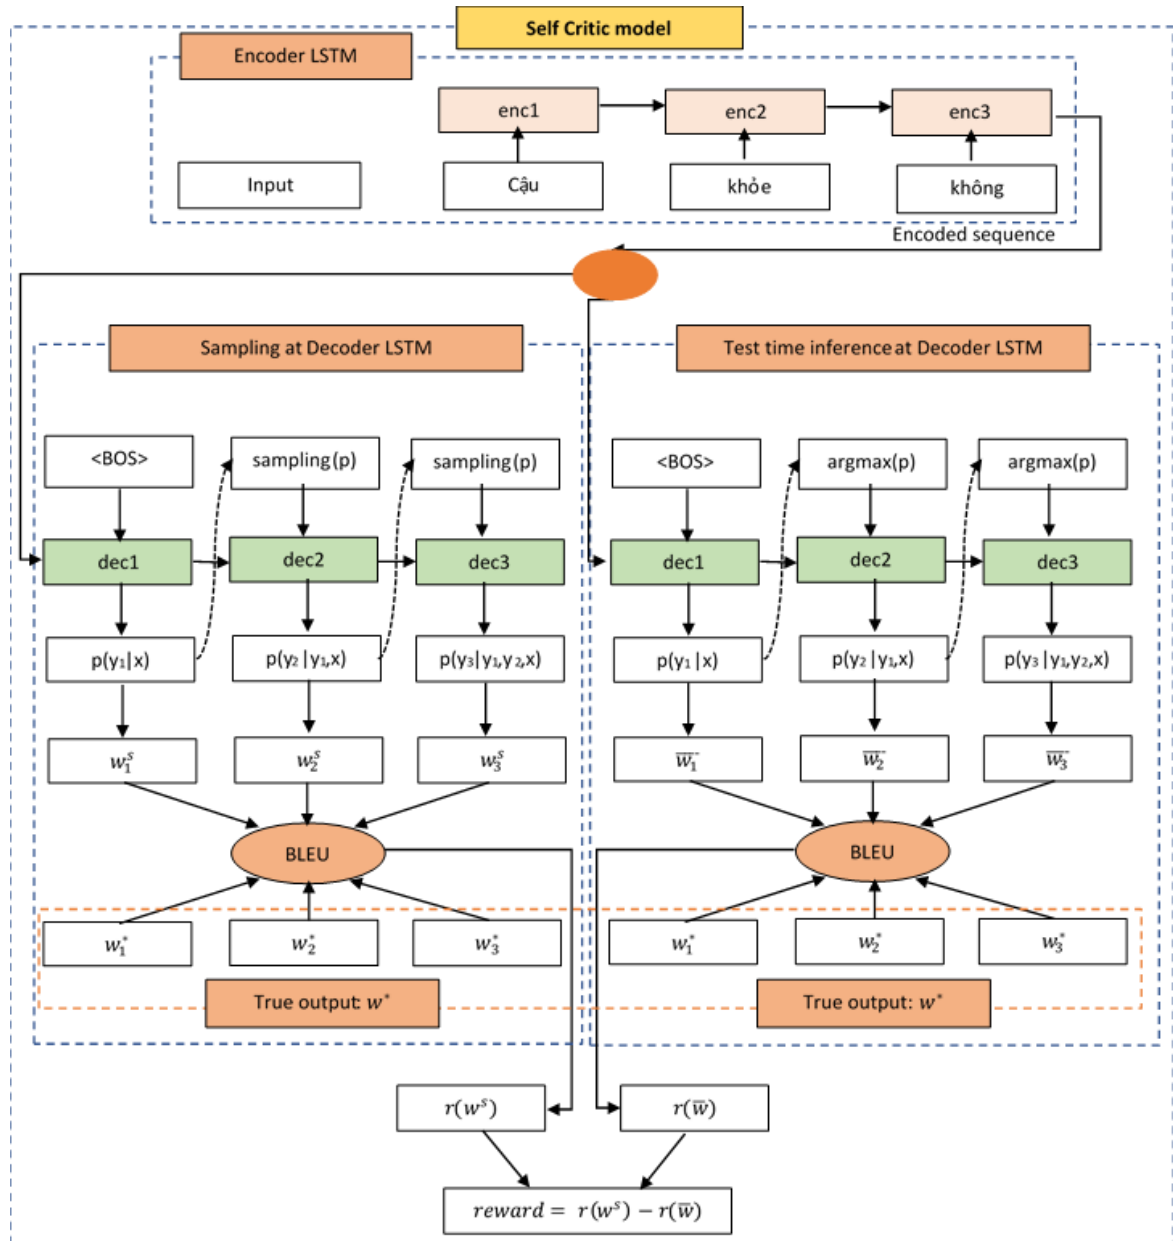 Self Critic model
Encoder LSTM
enc1 enc2 enc3
Input Cậu khỏe không
Encoded sequence
Sampling at Decoder LSTM Test time inference at Decoder LSTM
<BOS> sampling(p) sampling(p) <BOS> argmax(p) argmax(p)
dec1 dec2 dec3 dec1 dec2 dec3
p(y₁|x) p(y₂|y₁,x) p(y₃|y₁,y₂,x) p(y₁|x) p(y₂|y₁,x) p(y₃|y₁,y₂,x)
w₁ˢ w₂ˢ w₃ˢ w̅₁ w̅₂ w̅₃
BLEU BLEU
w₁* w₂* w₃* w₁* w₂* w₃*
True output: w* True output: w*
r(wˢ) r(w̅)
reward = r(wˢ) − r(w̅)